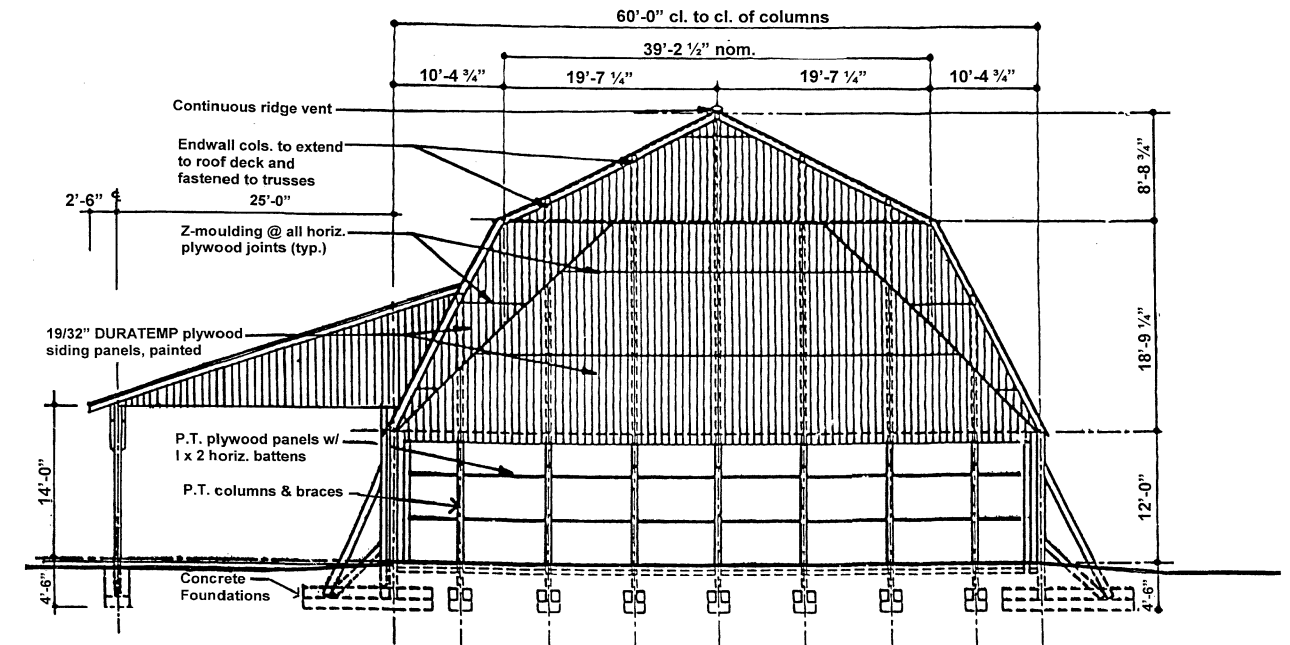 60’-0” cl. to cl. of columns
39’-2 ½” nom.
10’-4 ¾”
19’-7 ¼”
19’-7 ¼”
10’-4 ¾”
Continuous ridge vent
Endwall cols. to extend
to roof deck and
fastened to trusses
8’-8 ¾”
2’-6”
℄
25’-0”
Z-moulding @ all horiz.
plywood joints (typ.)
19/32” DURATEMP plywood
siding panels, painted
18’-9 ¼”
P.T. plywood panels w/
I x 2 horiz. battens
P.T. columns & braces
14’-0”
12’-0”
Concrete
Foundations
4’-6”
4’-6”